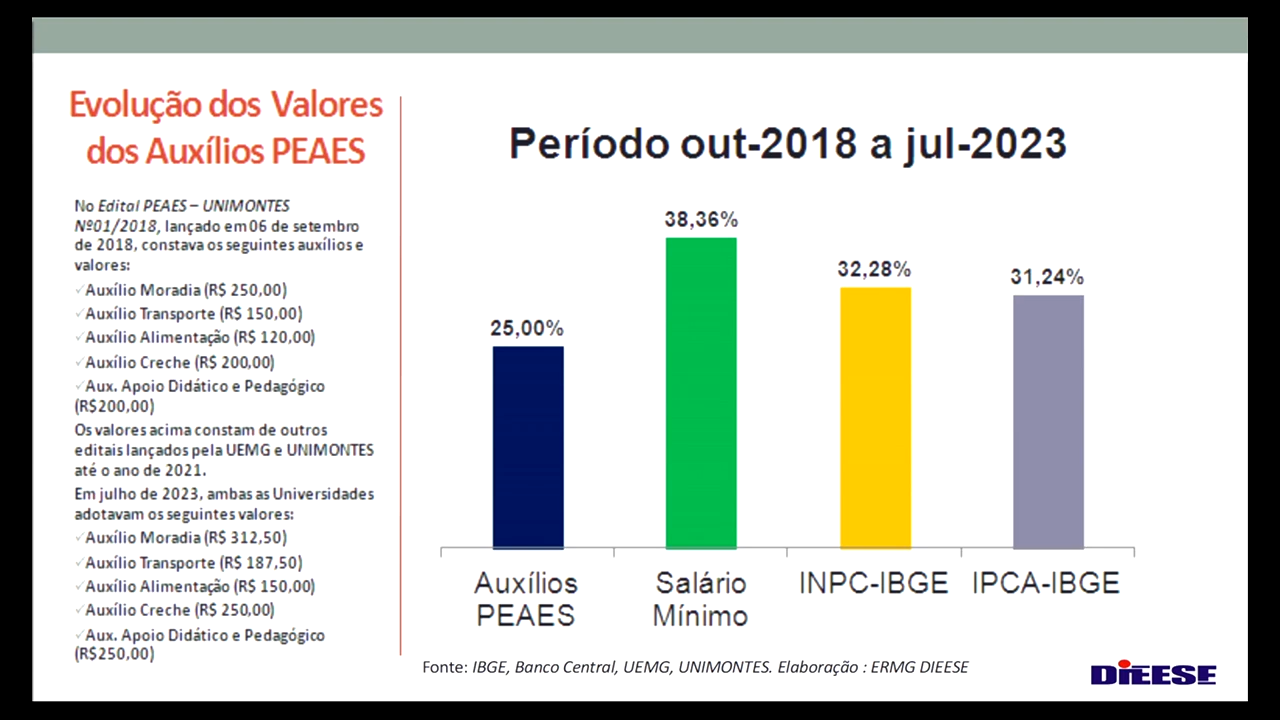 Evolução dos Valores
dos Auxílios PEAES
No Edital PEAES – UNIMONTES
Nº01/2018, lançado em 06 de setembro
de 2018, constava os seguintes auxílios e
valores:
✓Auxílio Moradia (R$ 250,00)
✓Auxílio Transporte (R$ 150,00)
✓Auxílio Alimentação (R$ 120,00)
✓Auxílio Creche (R$ 200,00)
✓Aux. Apoio Didático e Pedagógico
(R$200,00)
Os valores acima constam de outros
editais lançados pela UEMG e UNIMONTES
até o ano de 2021.
Em julho de 2023, ambas as Universidades
adotavam os seguintes valores:
✓Auxílio Moradia (R$ 312,50)
✓Auxílio Transporte (R$ 187,50)
✓Auxílio Alimentação (R$ 150,00)
✓Auxílio Creche (R$ 250,00)
✓Aux. Apoio Didático e Pedagógico
(R$250,00)
Período out-2018 a jul-2023
25,00%
38,36%
32,28%
31,24%
Auxílios
PEAES
Salário
Mínimo
INPC-IBGE
IPCA-IBGE
Fonte: IBGE, Banco Central, UEMG, UNIMONTES. Elaboração : ERMG DIEESE
DIEESE